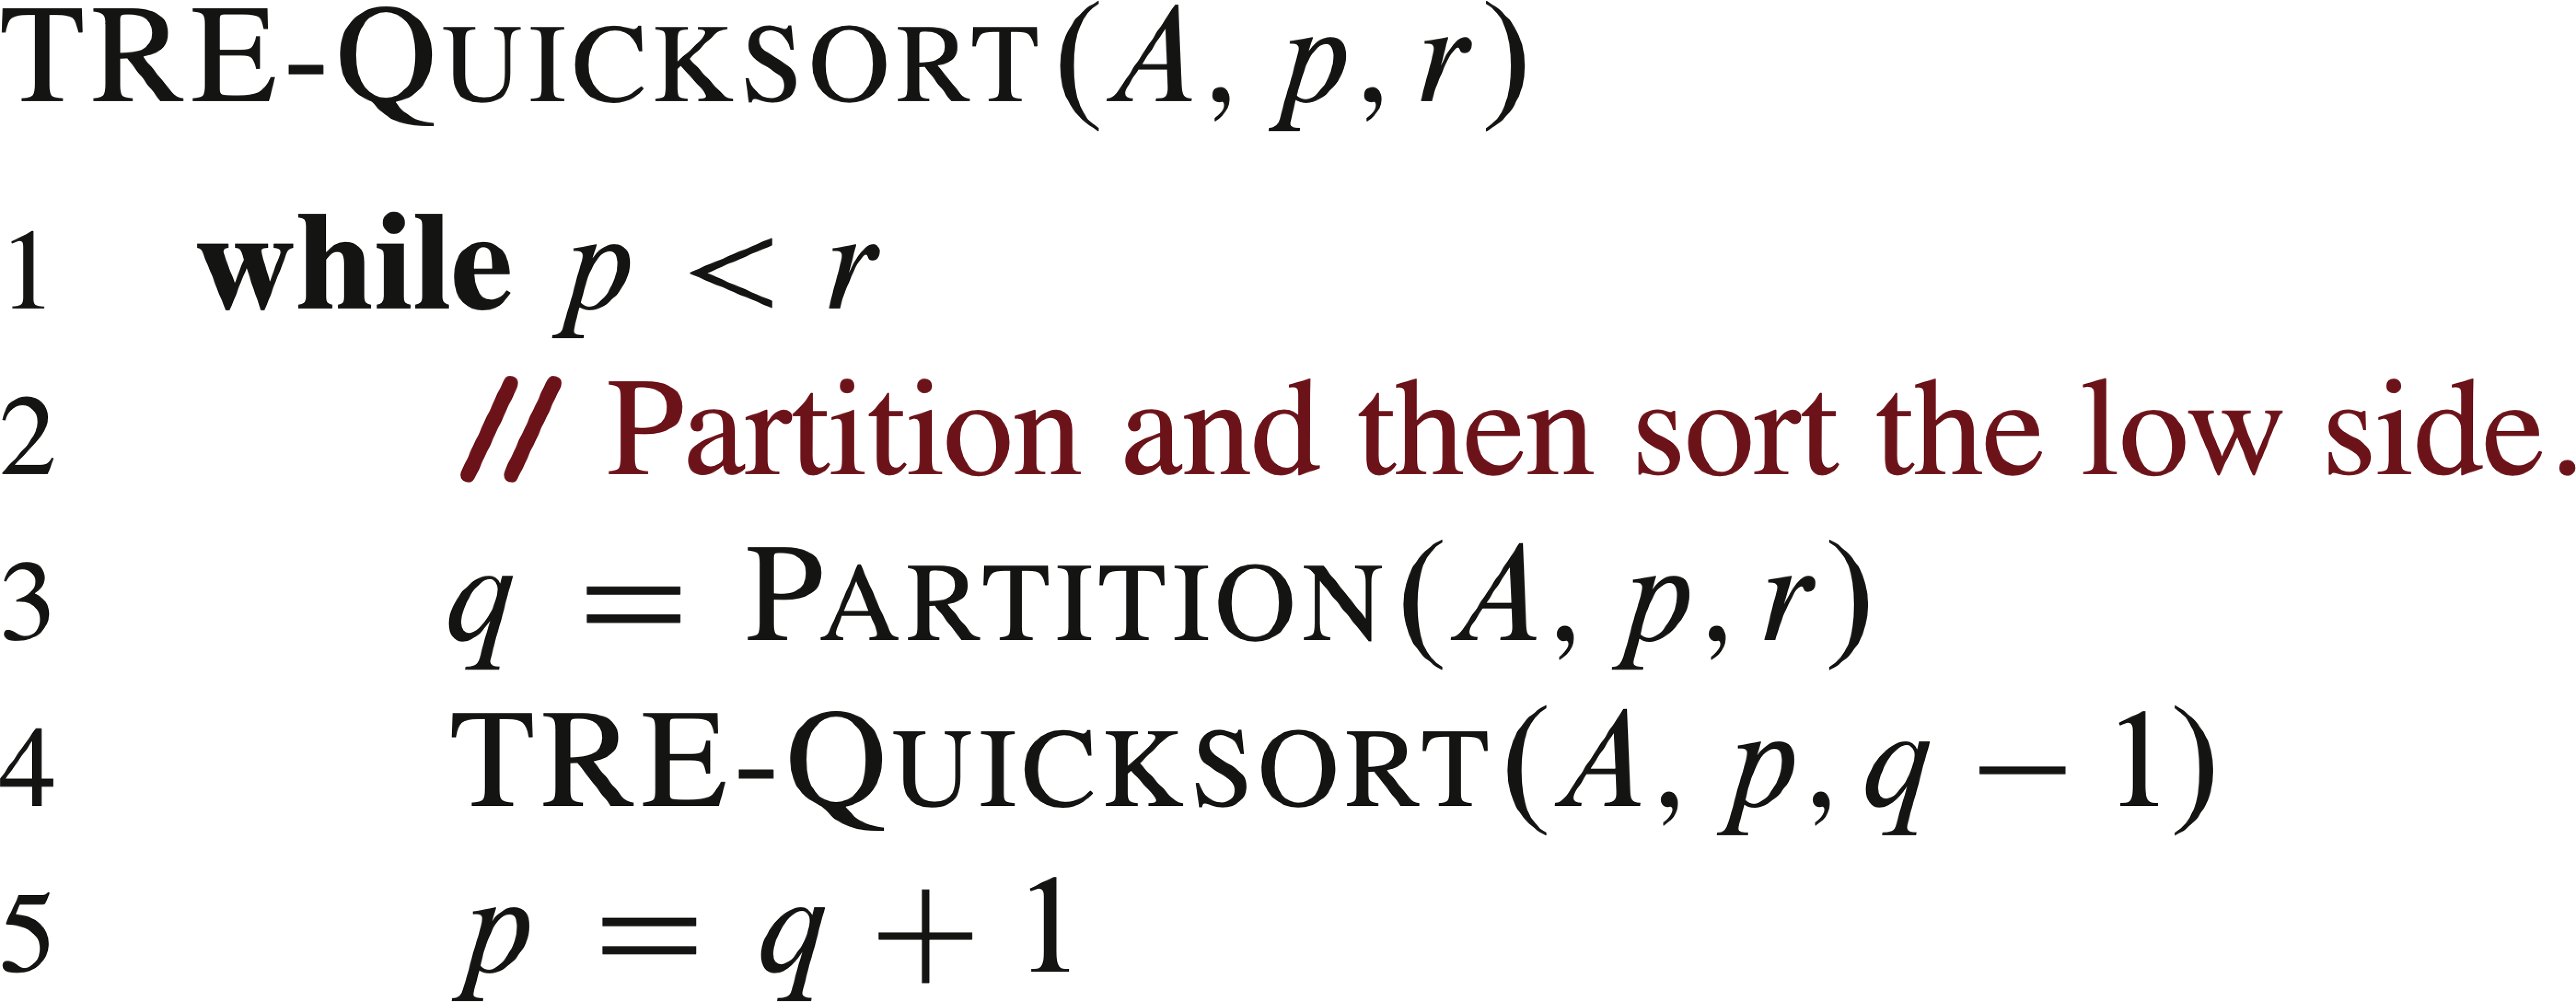 TRE-QUICKSORT(A, p, r)
1 while p < r
2 // Partition and then sort the low side.
3 q = PARTITION(A, p, r)
4 TRE-QUICKSORT(A, p, q − 1)
5 p = q + 1